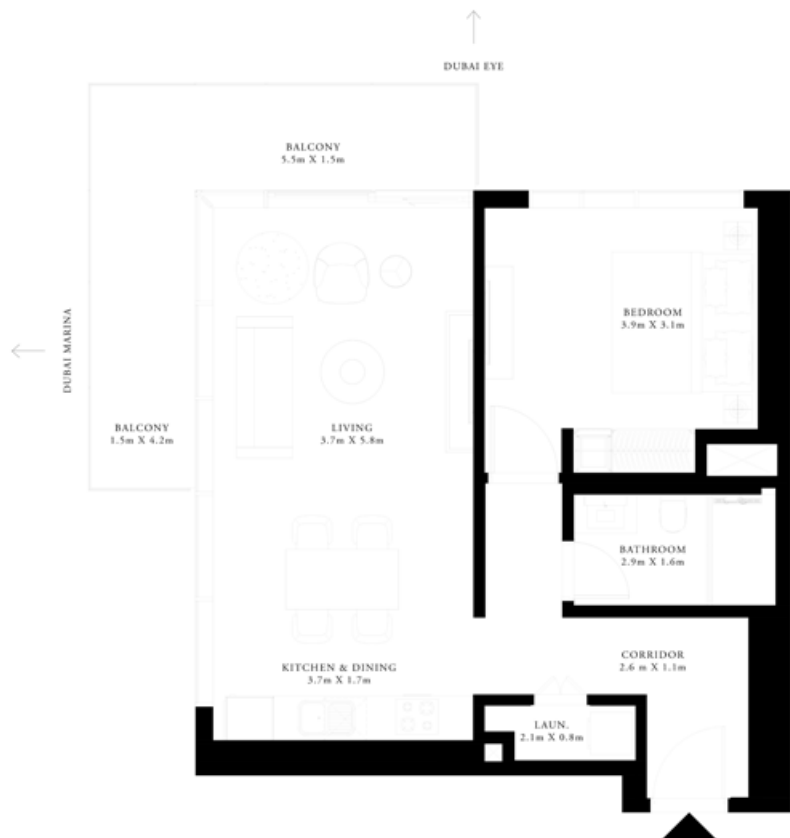 DUBAI EYE
BALCONY
5.5m X 1.5m
BEDROOM
3.9m X 3.1m
DUBAI MARINA
BALCONY
1.5m X 4.2m
LIVING
3.7m X 5.8m
BATHROOM
2.9m X 1.6m
KITCHEN & DINING
3.7m X 1.7m
CORRIDOR
2.6 m X 1.1m
LAUN.
2.1m X 0.8m